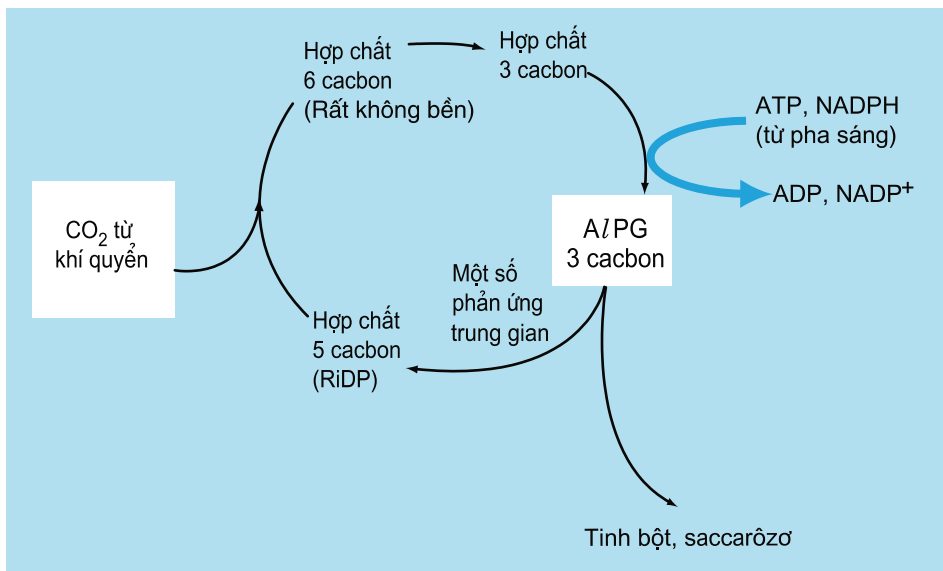 Hợp chất
6 cacbon
(Rất không bền)
Hợp chất
3 cacbon
ATP, NADPH
(từ pha sáng)
ADP, NADP⁺
CO₂ từ
khí quyển
AlPG
3 cacbon
Một số
phản ứng
trung gian
Hợp chất
5 cacbon
(RiDP)
Tinh bột, saccarôzơ